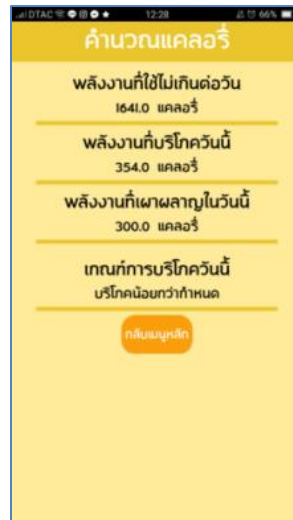 DTAC 12:28 66%
คำนวณแคลอรี่
พลังงานที่ใช้ไม่เกินต่อวัน
1641.0 แคลอรี่
พลังงานที่บริโภควันนี้
354.0 แคลอรี่
พลังงานที่เผาผลาญในวันนี้
300.0 แคลอรี่
เกณฑ์การบริโภควันนี้
บริโภคน้อยกว่ากำหนด
กลับเมนูหลัก